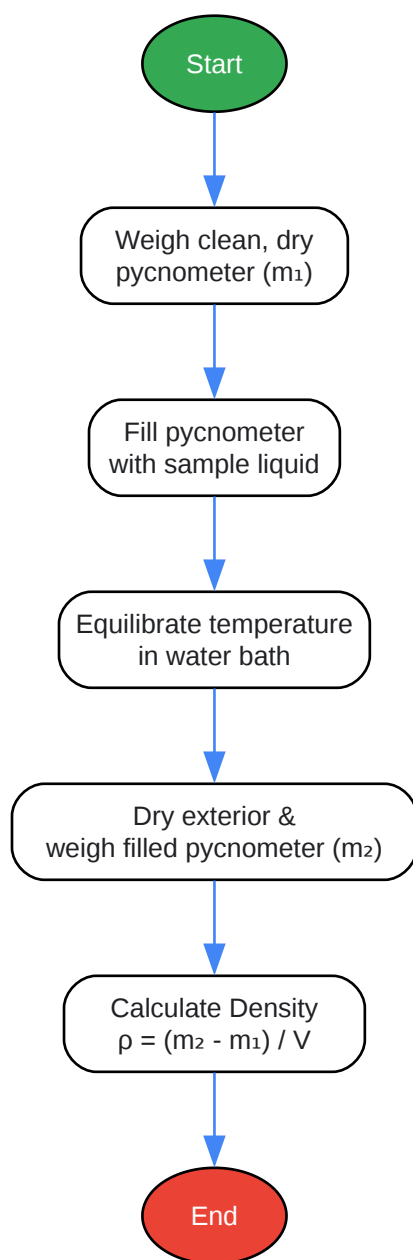 Start
Weigh clean, dry
pycnometer (m₁)
Fill pycnometer
with sample liquid
Equilibrate temperature
in water bath
Dry exterior &
weigh filled pycnometer (m₂)
Calculate Density
ρ = (m₂ - m₁) / V
End